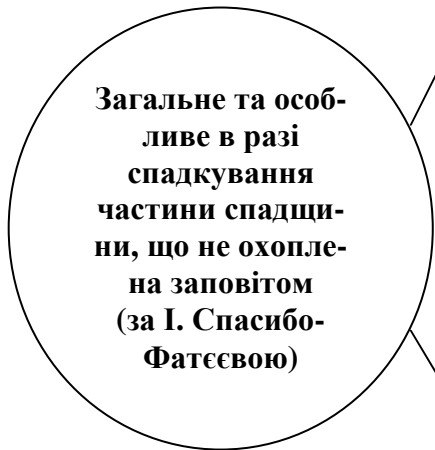 Загальне та особ-
ливе в разі
спадкування
частини спадщи-
ни, що не охопле-
на заповітом
(за І. Спасибо-
Фатєєвою)